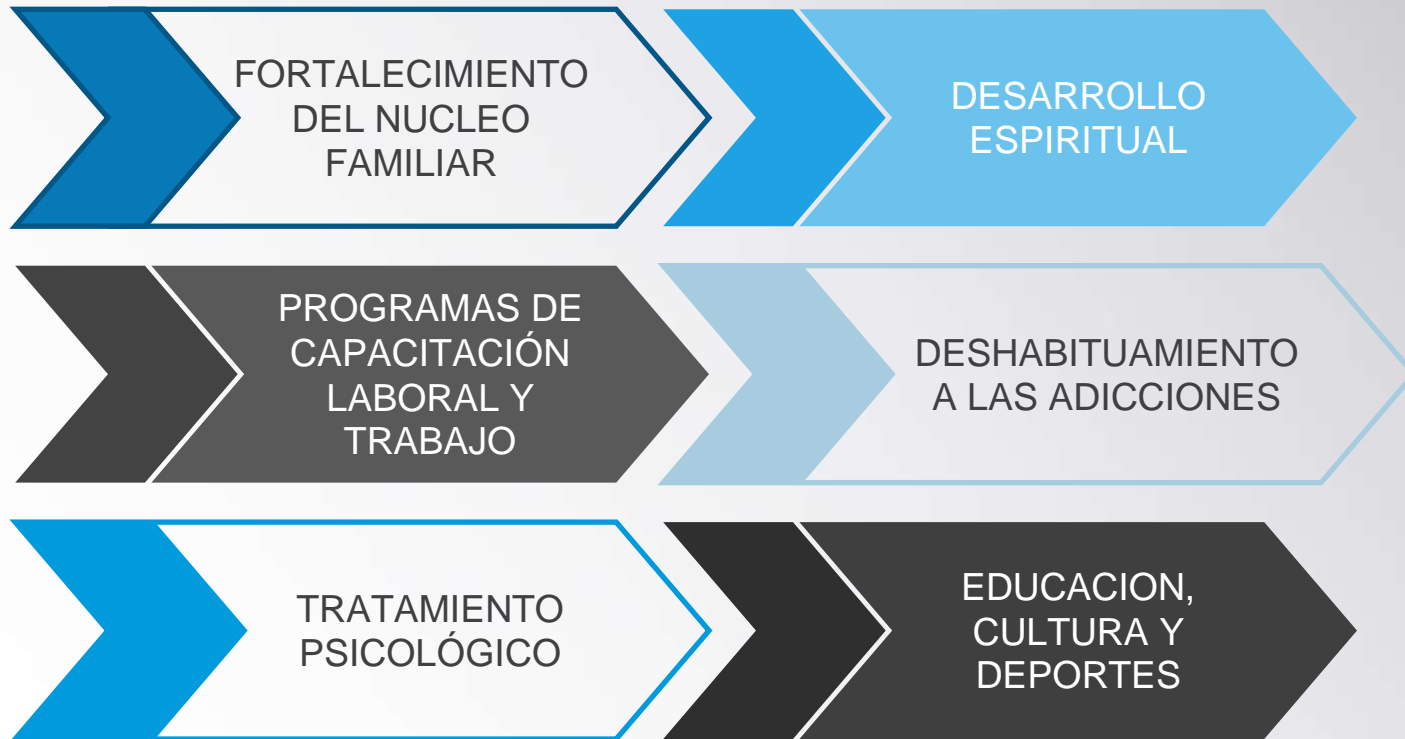 FORTALECIMIENTO
DEL NUCLEO
FAMILIAR
DESARROLLO
ESPIRITUAL
PROGRAMAS DE
CAPACITACIÓN
LABORAL Y
TRABAJO
DESHABITUAMIENTO
A LAS ADICCIONES
TRATAMIENTO
PSICOLÓGICO
EDUCACION,
CULTURA Y
DEPORTES